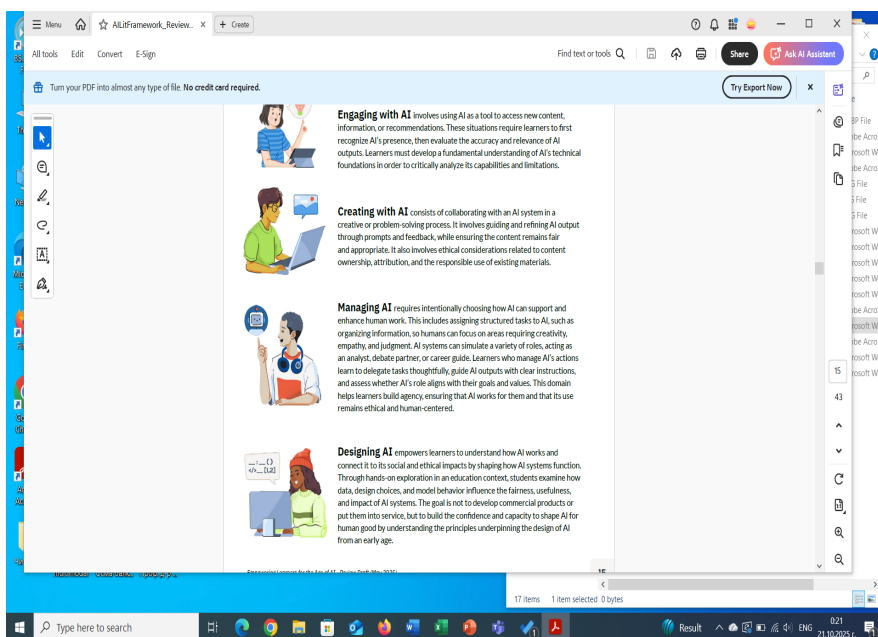 Menu
AILitFramework_Review...
Create
All tools Edit Convert E-Sign
Find text or tools
Share
Ask AI Assistant
Turn your PDF into almost any type of file. No credit card required.
Try Export Now
Engaging with AI involves using AI as a tool to access new content,
information, or recommendations. These situations require learners to first
recognize AI's presence, then evaluate the accuracy and relevance of AI
outputs. Learners must develop a fundamental understanding of AI's technical
foundations in order to critically analyze its capabilities and limitations.
Creating with AI consists of collaborating with an AI system in a
creative or problem-solving process. It involves guiding and refining AI output
through prompts and feedback, while ensuring the content remains fair
and appropriate. It also involves ethical considerations related to content
ownership, attribution, and the responsible use of existing materials.
Managing AI requires intentionally choosing how AI can support and
enhance human work. This includes assigning structured tasks to AI, such as
organizing information, so humans can focus on areas requiring creativity,
empathy, and judgment. AI systems can simulate a variety of roles, acting as
an analyst, debate partner, or career guide. Learners who manage AI's actions
learn to delegate tasks thoughtfully, guide AI outputs with clear instructions,
and assess whether AI's role aligns with their goals and values. This domain
helps learners build agency, ensuring that AI works for them and that its use
remains ethical and human-centered.
Designing AI empowers learners to understand how AI works and
connect it to its social and ethical impacts by shaping how AI systems function.
Through hands-on exploration in an education context, students examine how
data, design choices, and model behavior influence the fairness, usefulness,
and impact of AI systems. The goal is not to develop commercial products or
put them into service, but to build the confidence and capacity to shape AI for
human good by understanding the principles underpinning the design of AI
from an early age.
15
43
17 items 1 item selected 0 bytes
Type here to search
Result
ENG
0:21
21.10.2025 г.